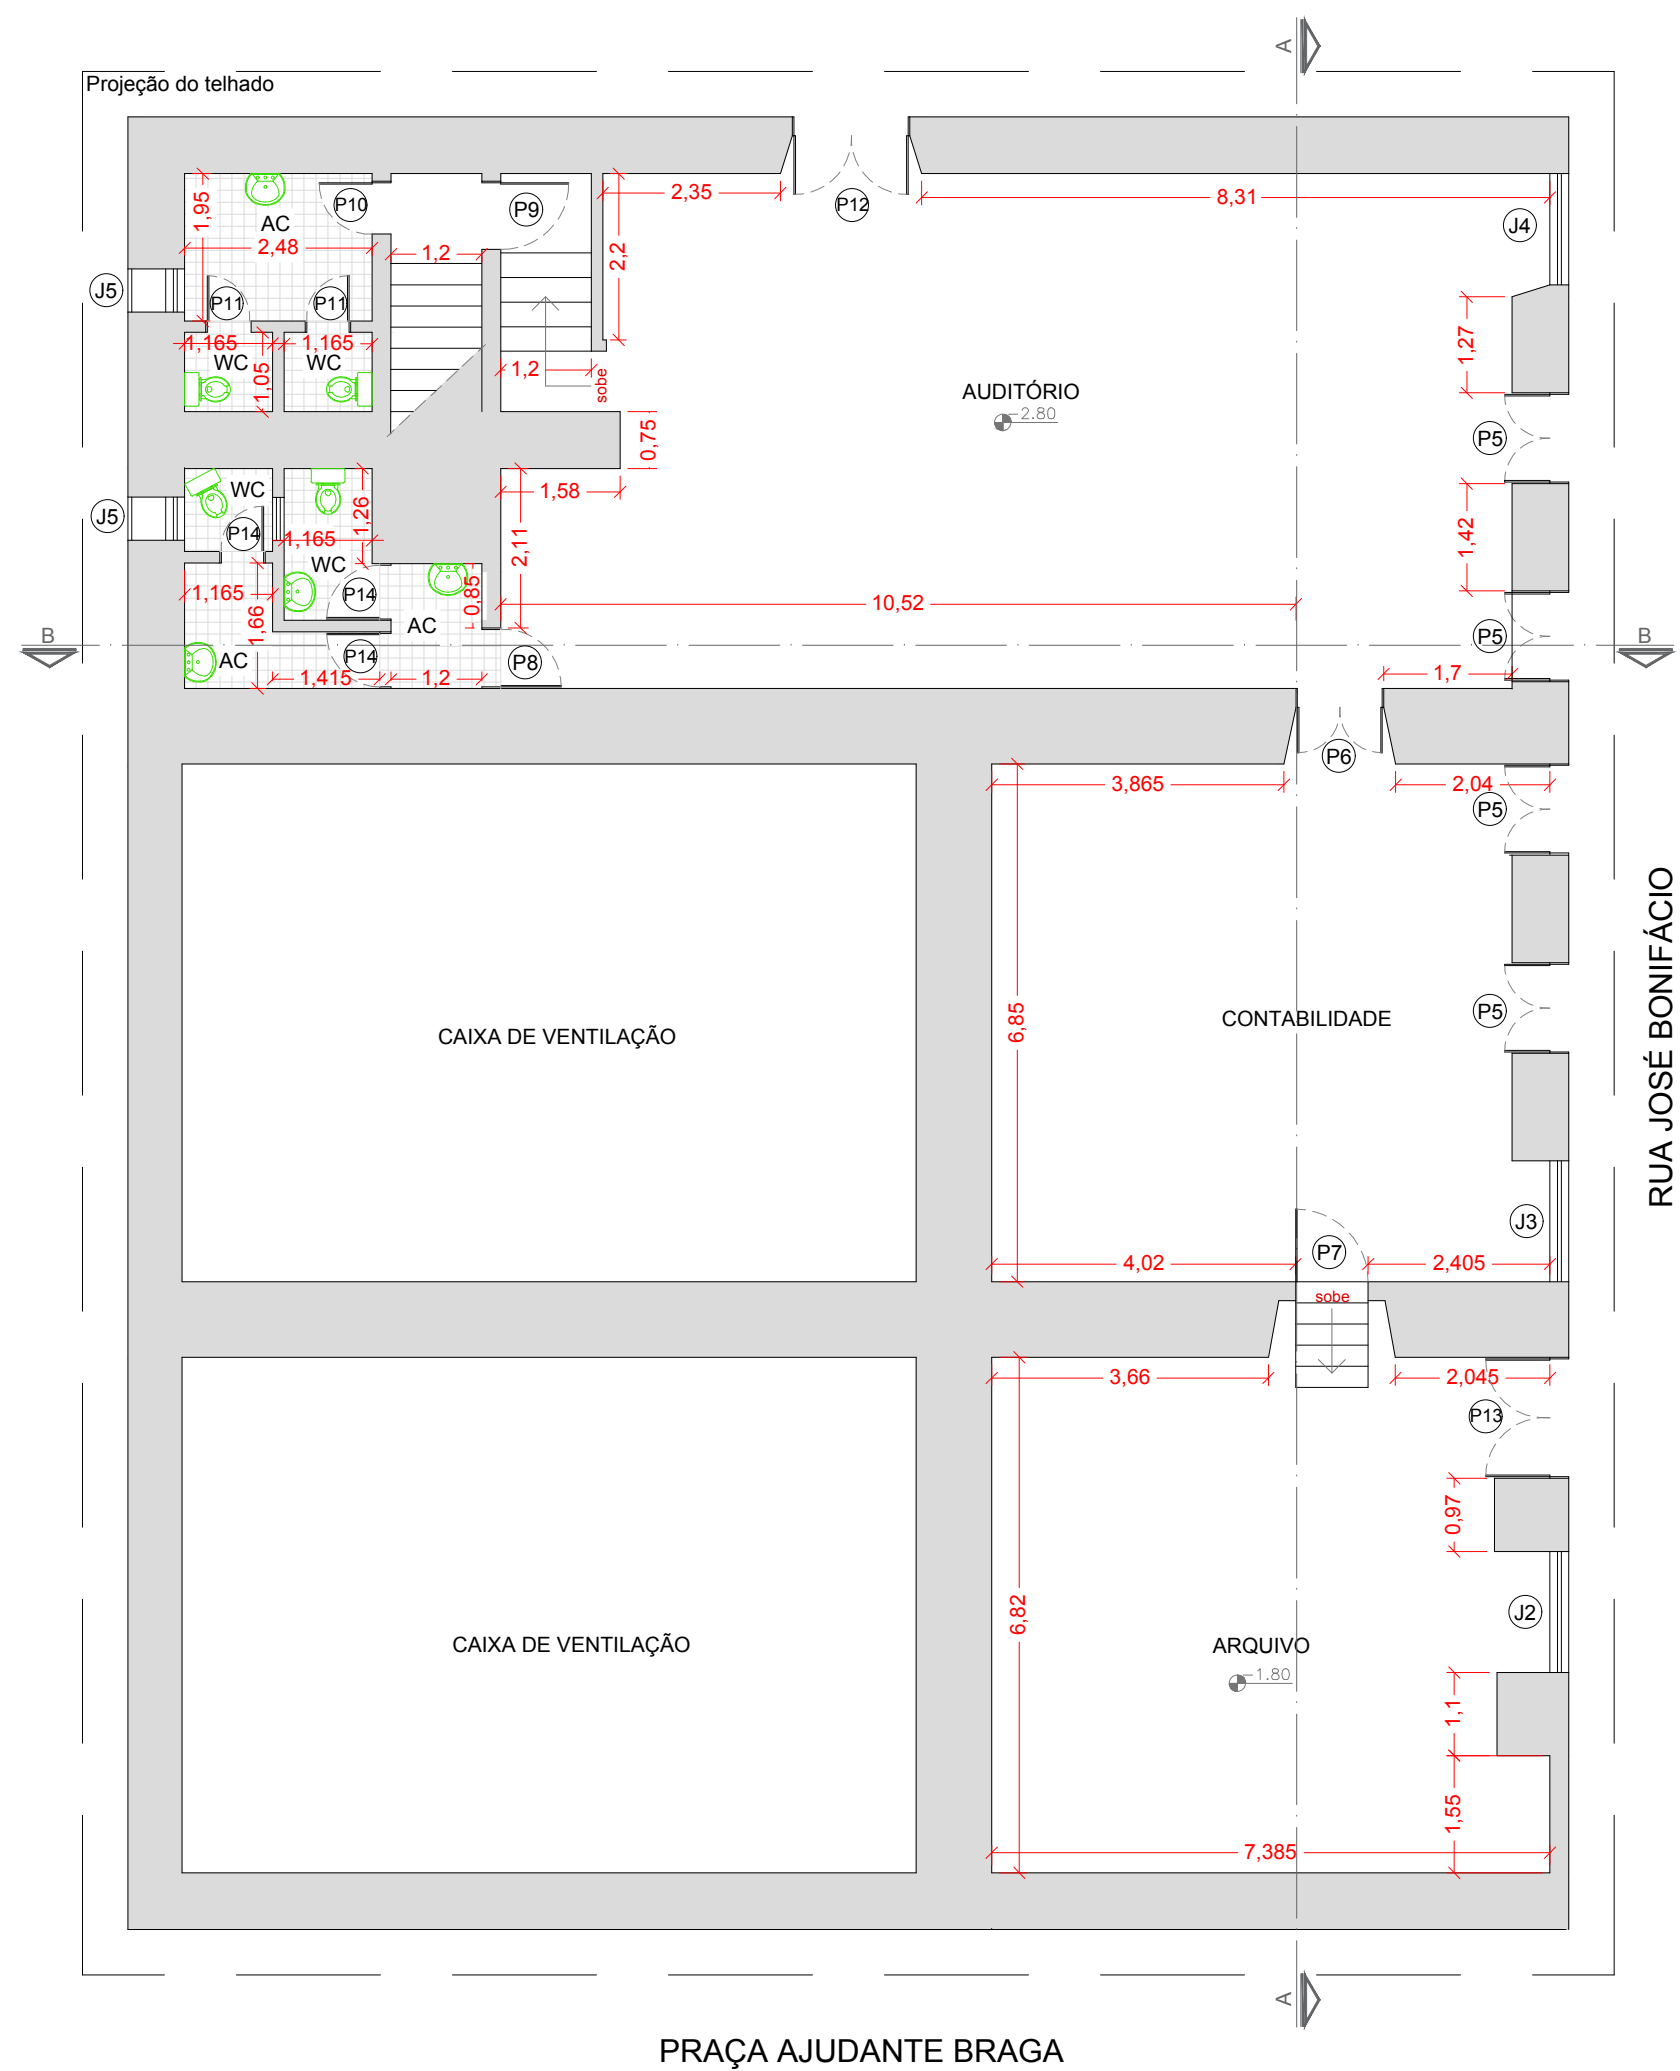 A
Projeção do telhado
2,35
P12
8,31
J4
P10
P9
1,95
AC
2,48
1,2
2,2
J5
P11
P11
1,165
1,165
WC
WC
1,05
1,2
sobe
1,27
AUDITÓRIO
-2.80
0,75
P5
1,58
WC
J5
P14
1,26
1,165
2,11
1,42
WC
1,165
P14
0,85
10,52
1,66
AC
P5
B
B
AC
P14
P8
1,415
1,2
1,7
P6
3,865
2,04
P5
6,85
CONTABILIDADE
P5
CAIXA DE VENTILAÇÃO
RUA JOSÉ BONIFÁCIO
J3
P7
4,02
2,405
sobe
3,66
2,045
P13
0,97
6,82
J2
CAIXA DE VENTILAÇÃO
ARQUIVO
-1.80
1,1
1,55
7,385
A
PRAÇA AJUDANTE BRAGA